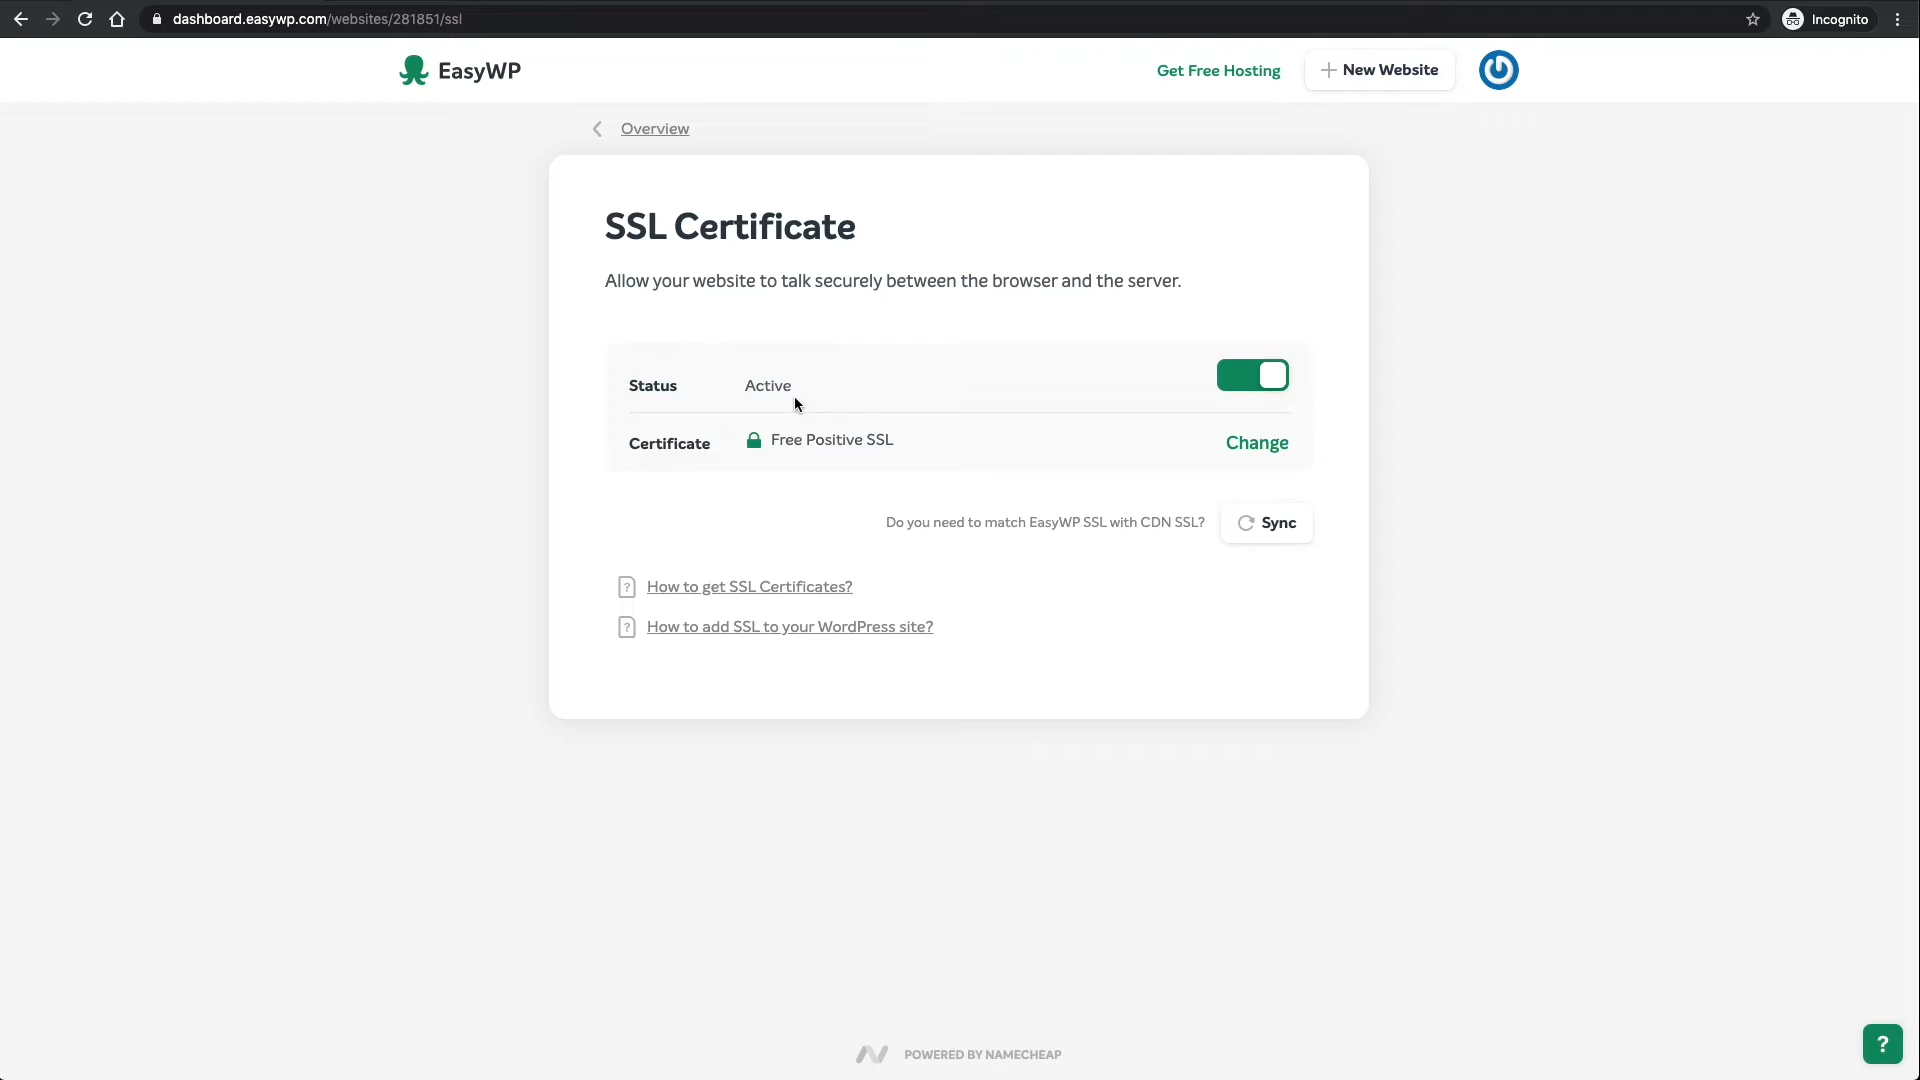 dashboard.easywp.com/websites/281851/ssl
Incognito
EasyWP
Get Free Hosting
New Website
Overview
SSL Certificate
Allow your website to talk securely between the browser and the server.
Status Active
Certificate Free Positive SSL Change
Do you need to match EasyWP SSL with CDN SSL? Sync
? How to get SSL Certificates?
? How to add SSL to your WordPress site?
POWERED BY NAMECHEAP
?